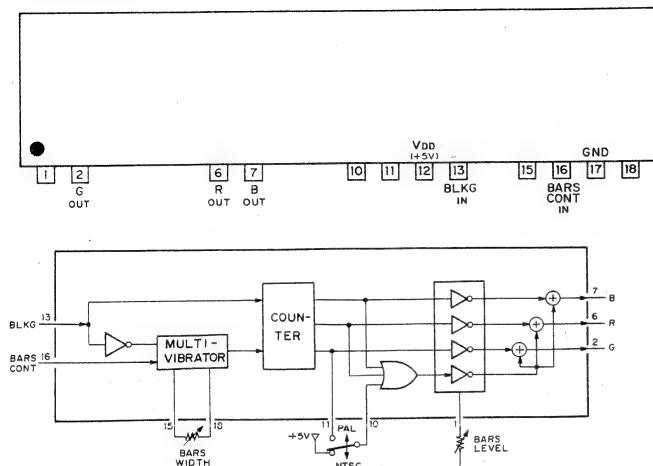 VDD
(+5V)
GND
1 2 6 7 10 11 12 13 15 16 17 18
G
OUT
R
OUT
B
OUT
BLKG
IN
BARS
CONT
IN
BLKG 13
BARS
CONT 16
MULTI-
VIBRATOR
COUN-
TER
7 B
6 R
2 G
15 18
BARS
WIDTH
11 10
+5V
PAL
NTSC
1
BARS
LEVEL